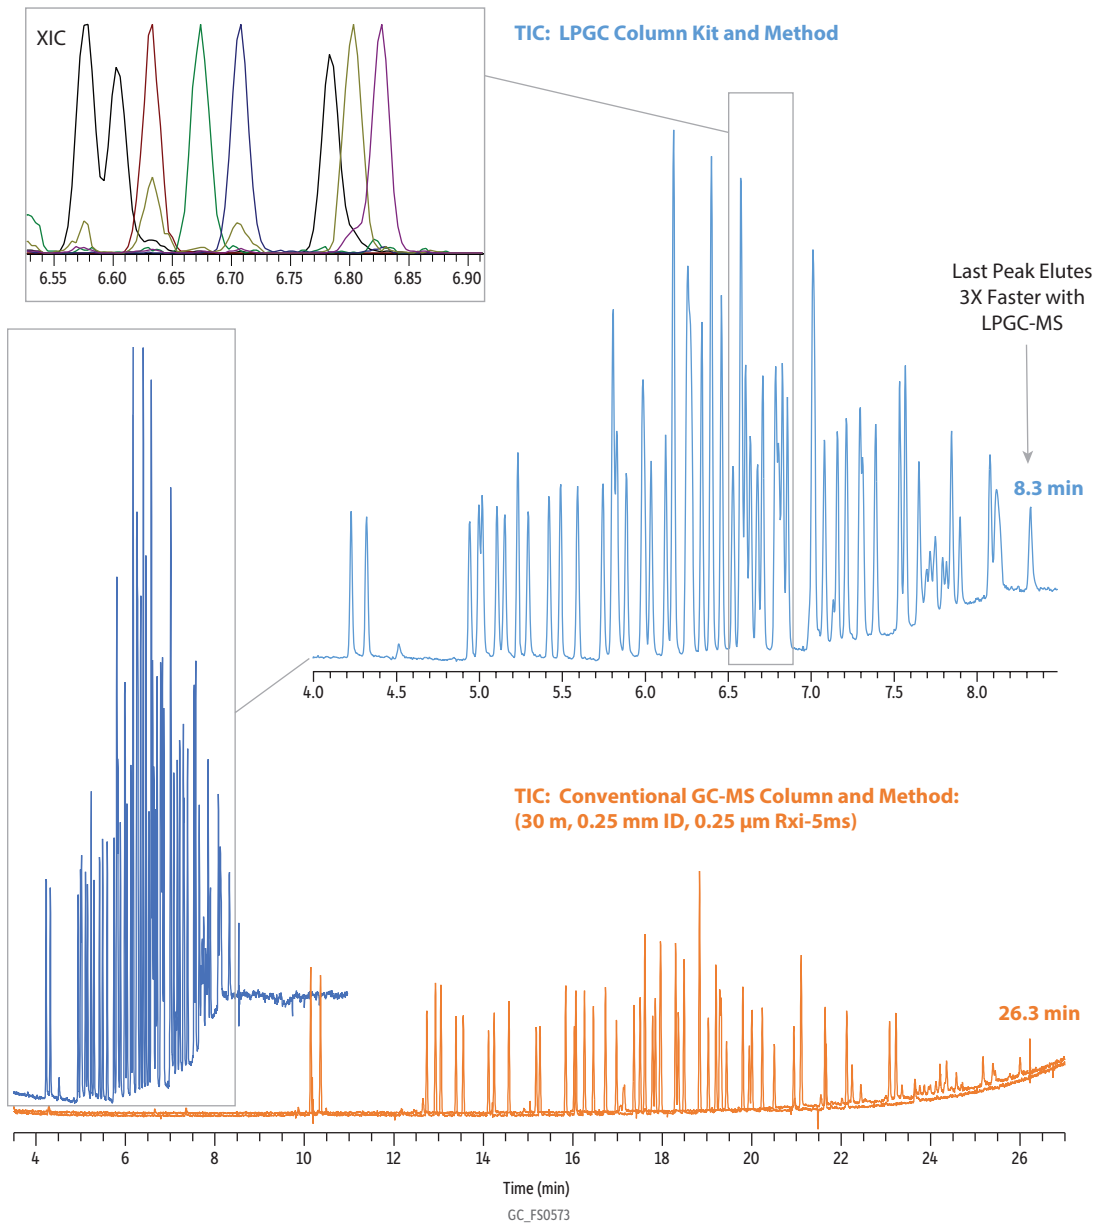 XIC
6.55 6.60 6.65 6.70 6.75 6.80 6.85 6.90
TIC: LPGC Column Kit and Method
Last Peak Elutes
3X Faster with
LPGC-MS
8.3 min
4.0 4.5 5.0 5.5 6.0 6.5 7.0 7.5 8.0
TIC: Conventional GC-MS Column and Method:
(30 m, 0.25 mm ID, 0.25 µm Rxi-5ms)
26.3 min
4 6 8 10 12 14 16 18 20 22 24 26
Time (min)
GC_FS0573